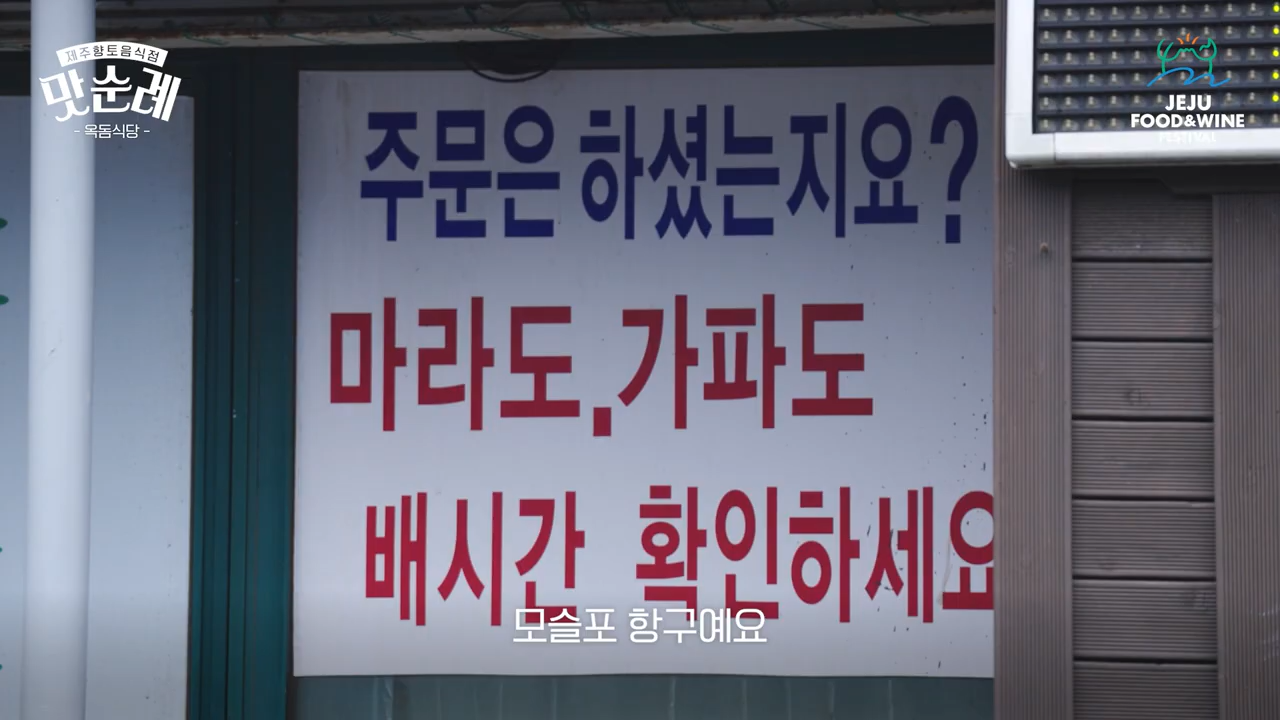 제주향토음식점
맛순례
- 옥돔식당 -
JEJU
FOOD&WINE
FESTIVAL
주문은 하셨는지요?
마라도.가파도
배시간 확인하세요
모슬포 항구예요